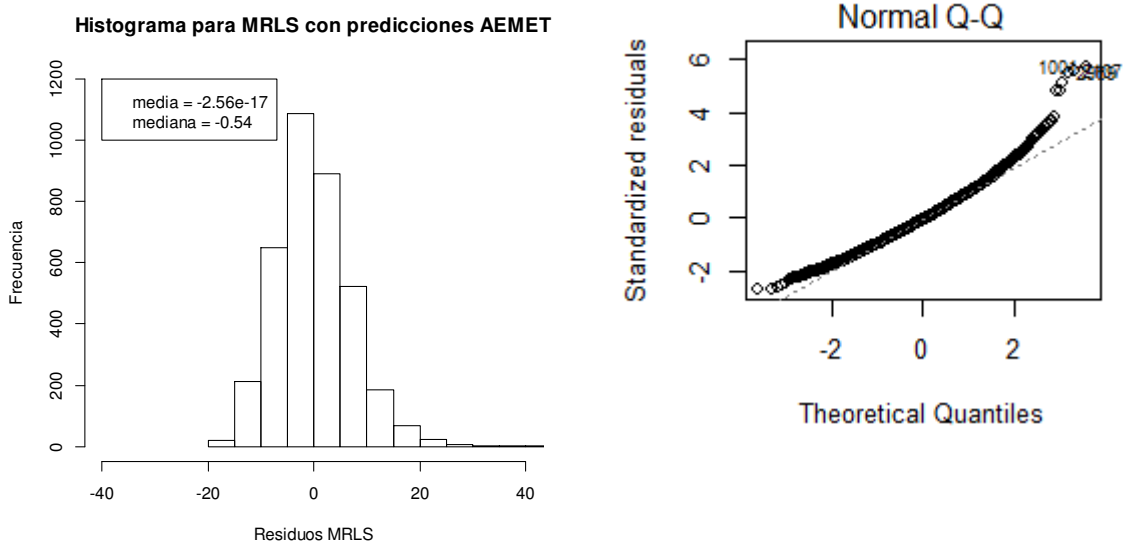 Histograma para MRLS con predicciones AEMET
media = -2.56e-17
mediana = -0.54
Frecuencia
1200
1000
800
600
400
200
0
-40
-20
0
20
40
Residuos MRLS
Normal Q-Q
Standardized residuals
6
4
2
0
-2
-2
0
2
Theoretical Quantiles